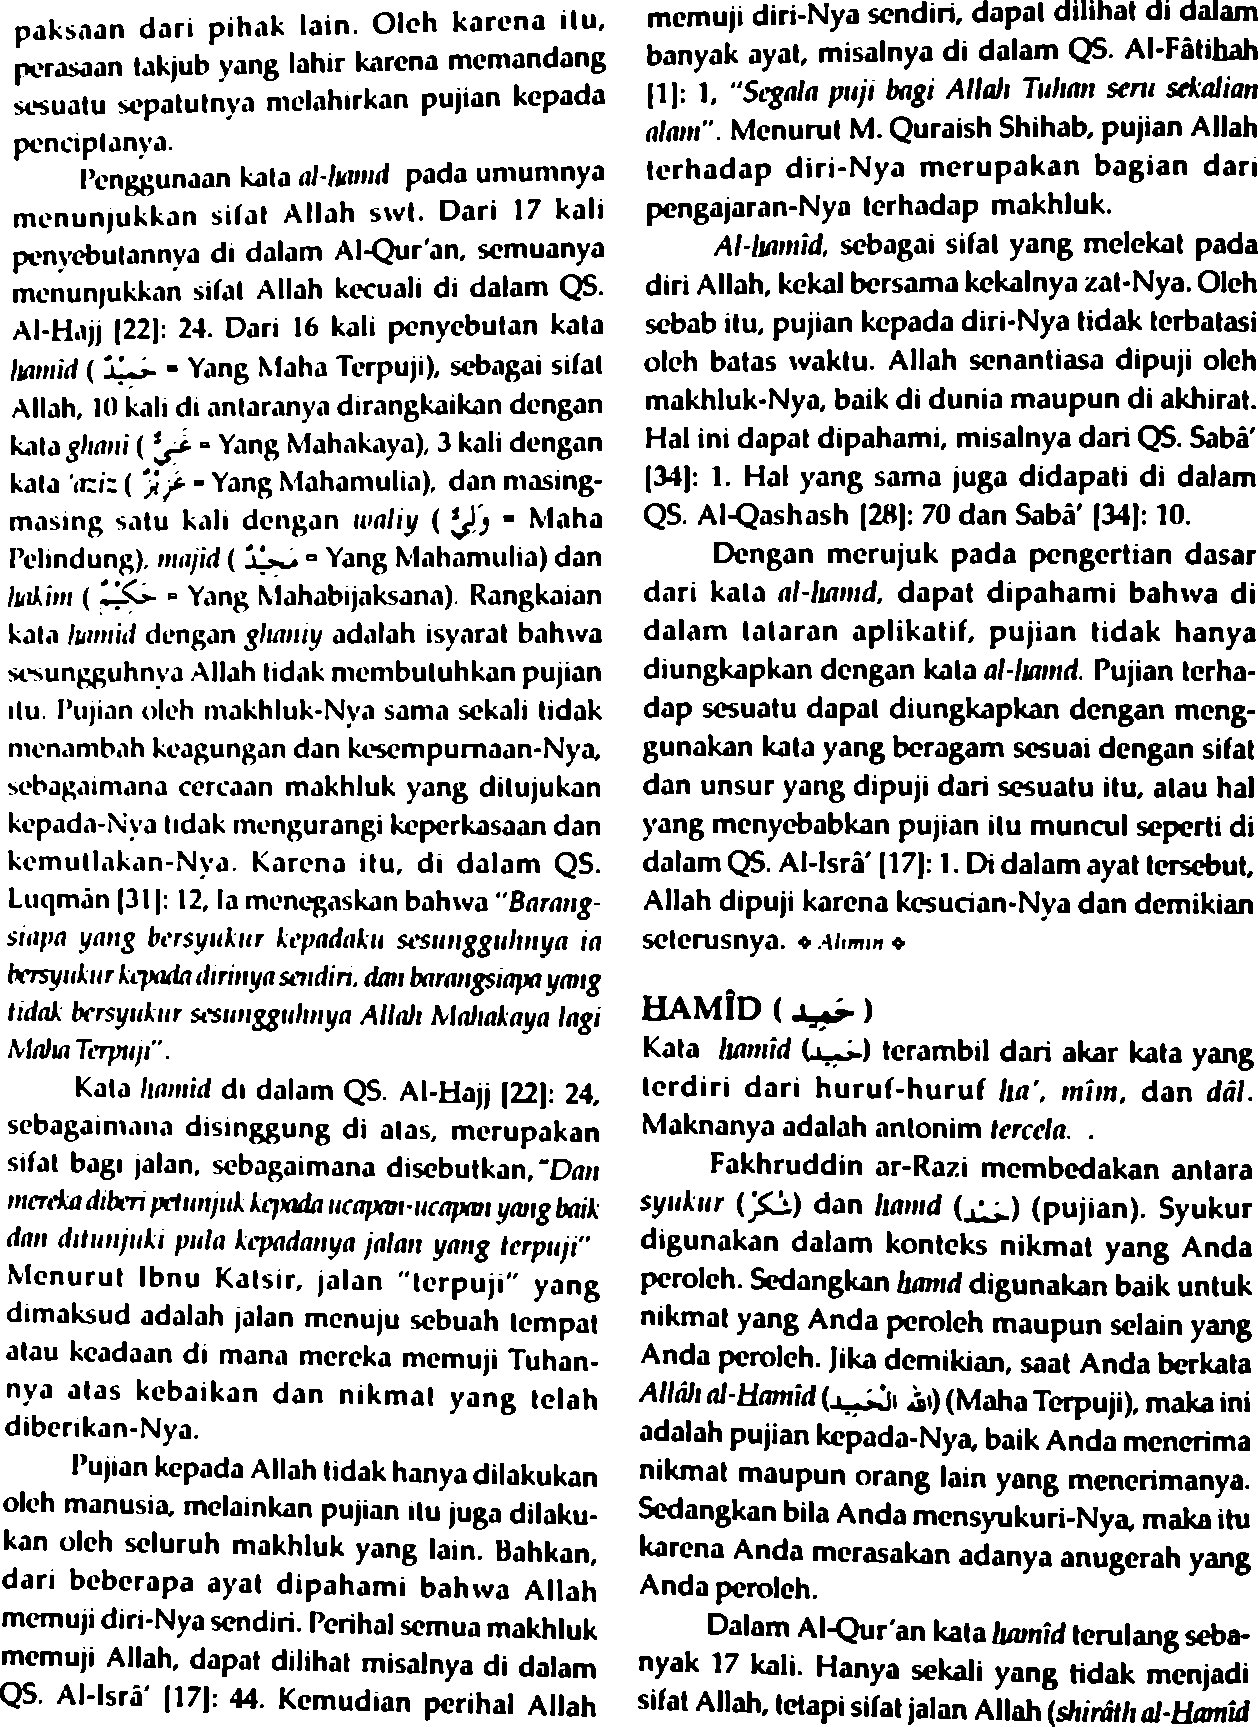 paksaan dari pihak lain. Oleh karena itu,
perasaan takjub yang lahir karena memandang
sesuatu sepatutnya melahirkan pujian kepada
penciptanya.
Penggunaan kata al-hamd pada umumnya
menunjukkan sifat Allah swt. Dari 17 kali
penyebutannya di dalam Al-Qur'an, semuanya
menunjukkan sifat Allah kecuali di dalam QS.
Al-Hajj [22]: 24. Dari 16 kali penyebutan kata
hamid ( حَمِيْدٌ = Yang Maha Terpuji), sebagai sifat
Allah, 10 kali di antaranya dirangkaikan dengan
kata ghani ( غَنِيٌّ = Yang Mahakaya), 3 kali dengan
kata 'aziz ( عَزِيْزٌ = Yang Mahamulia), dan masing-
masing satu kali dengan waliy ( وَلِيٌّ = Maha
Pelindung), majid ( مَجِيْدٌ = Yang Mahamulia) dan
hakim ( حَكِيْمٌ = Yang Mahabijaksana). Rangkaian
kata hamid dengan ghaniy adalah isyarat bahwa
sesungguhnya Allah tidak membutuhkan pujian
itu. Pujian oleh makhluk-Nya sama sekali tidak
menambah keagungan dan kesempurnaan-Nya,
sebagaimana cercaan makhluk yang ditujukan
kepada-Nya tidak mengurangi keperkasaan dan
kemutlakan-Nya. Karena itu, di dalam QS.
Luqmân [31]: 12, Ia menegaskan bahwa "Barang-
siapa yang bersyukur kepadaku sesungguhnya ia
bersyukur kepada dirinya sendiri, dan barangsiapa yang
tidak bersyukur sesungguhnya Allah Mahakaya lagi
Maha Terpuji".
Kata hamid di dalam QS. Al-Hajj [22]: 24,
sebagaimana disinggung di atas, merupakan
sifat bagi jalan, sebagaimana disebutkan, "Dan
mereka diberi petunjuk kepada ucapan-ucapan yang baik
dan ditunjuki pula kepadanya jalan yang terpuji"
Menurut Ibnu Katsir, jalan "terpuji" yang
dimaksud adalah jalan menuju sebuah tempat
atau keadaan di mana mereka memuji Tuhan-
nya atas kebaikan dan nikmat yang telah
diberikan-Nya.
Pujian kepada Allah tidak hanya dilakukan
oleh manusia, melainkan pujian itu juga dilaku-
kan oleh seluruh makhluk yang lain. Bahkan,
dari beberapa ayat dipahami bahwa Allah
memuji diri-Nya sendiri. Perihal semua makhluk
memuji Allah, dapat dilihat misalnya di dalam
QS. Al-Isrâ' [17]: 44. Kemudian perihal Allah
memuji diri-Nya sendiri, dapat dilihat di dalam
banyak ayat, misalnya di dalam QS. Al-Fâtihah
[1]: 1, "Segala puji bagi Allah Tuhan seru sekalian
alam". Menurut M. Quraish Shihab, pujian Allah
terhadap diri-Nya merupakan bagian dari
pengajaran-Nya terhadap makhluk.
Al-hamîd, sebagai sifat yang melekat pada
diri Allah, kekal bersama kekalnya zat-Nya. Oleh
sebab itu, pujian kepada diri-Nya tidak terbatasi
oleh batas waktu. Allah senantiasa dipuji oleh
makhluk-Nya, baik di dunia maupun di akhirat.
Hal ini dapat dipahami, misalnya dari QS. Sabâ'
[34]: 1. Hal yang sama juga didapati di dalam
QS. Al-Qashash [28]: 70 dan Sabâ' [34]: 10.
Dengan merujuk pada pengertian dasar
dari kata al-hamd, dapat dipahami bahwa di
dalam tataran aplikatif, pujian tidak hanya
diungkapkan dengan kata al-hamd. Pujian terha-
dap sesuatu dapat diungkapkan dengan meng-
gunakan kata yang beragam sesuai dengan sifat
dan unsur yang dipuji dari sesuatu itu, atau hal
yang menyebabkan pujian itu muncul seperti di
dalam QS. Al-Isrâ' [17]: 1. Di dalam ayat tersebut,
Allah dipuji karena kesucian-Nya dan demikian
seterusnya. ⬥ Alimin ⬥
HAMÎD ( حَمِيد )
Kata hamîd (حَمِيد) terambil dari akar kata yang
terdiri dari huruf-huruf ha', mîm, dan dâl.
Maknanya adalah antonim tercela. .
Fakhruddin ar-Razi membedakan antara
syukur (شُكْر) dan hamd (حَمْد) (pujian). Syukur
digunakan dalam konteks nikmat yang Anda
peroleh. Sedangkan hamd digunakan baik untuk
nikmat yang Anda peroleh maupun selain yang
Anda peroleh. Jika demikian, saat Anda berkata
Allâh al-Hamîd (اللهُ الْحَمِيد) (Maha Terpuji), maka ini
adalah pujian kepada-Nya, baik Anda menerima
nikmat maupun orang lain yang menerimanya.
Sedangkan bila Anda mensyukuri-Nya, maka itu
karena Anda merasakan adanya anugerah yang
Anda peroleh.
Dalam Al-Qur'an kata hamîd terulang seba-
nyak 17 kali. Hanya sekali yang tidak menjadi
sifat Allah, tetapi sifat jalan Allah (shirâth al-Hamîd